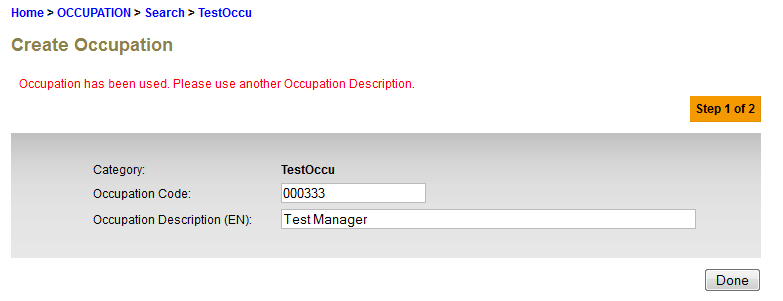 Home > OCCUPATION > Search > TestOccu
Create Occupation
Occupation has been used. Please use another Occupation Description.
Step 1 of 2
Category: TestOccu
Occupation Code: 000333
Occupation Description (EN): Test Manager
Done